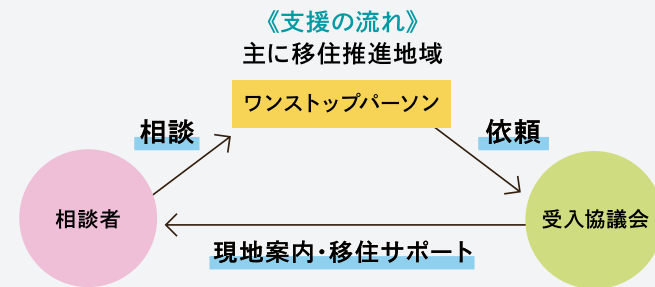 《支援の流れ》
主に移住推進地域
ワンストップパーソン
相談
依頼
相談者
受入協議会
現地案内・移住サポート